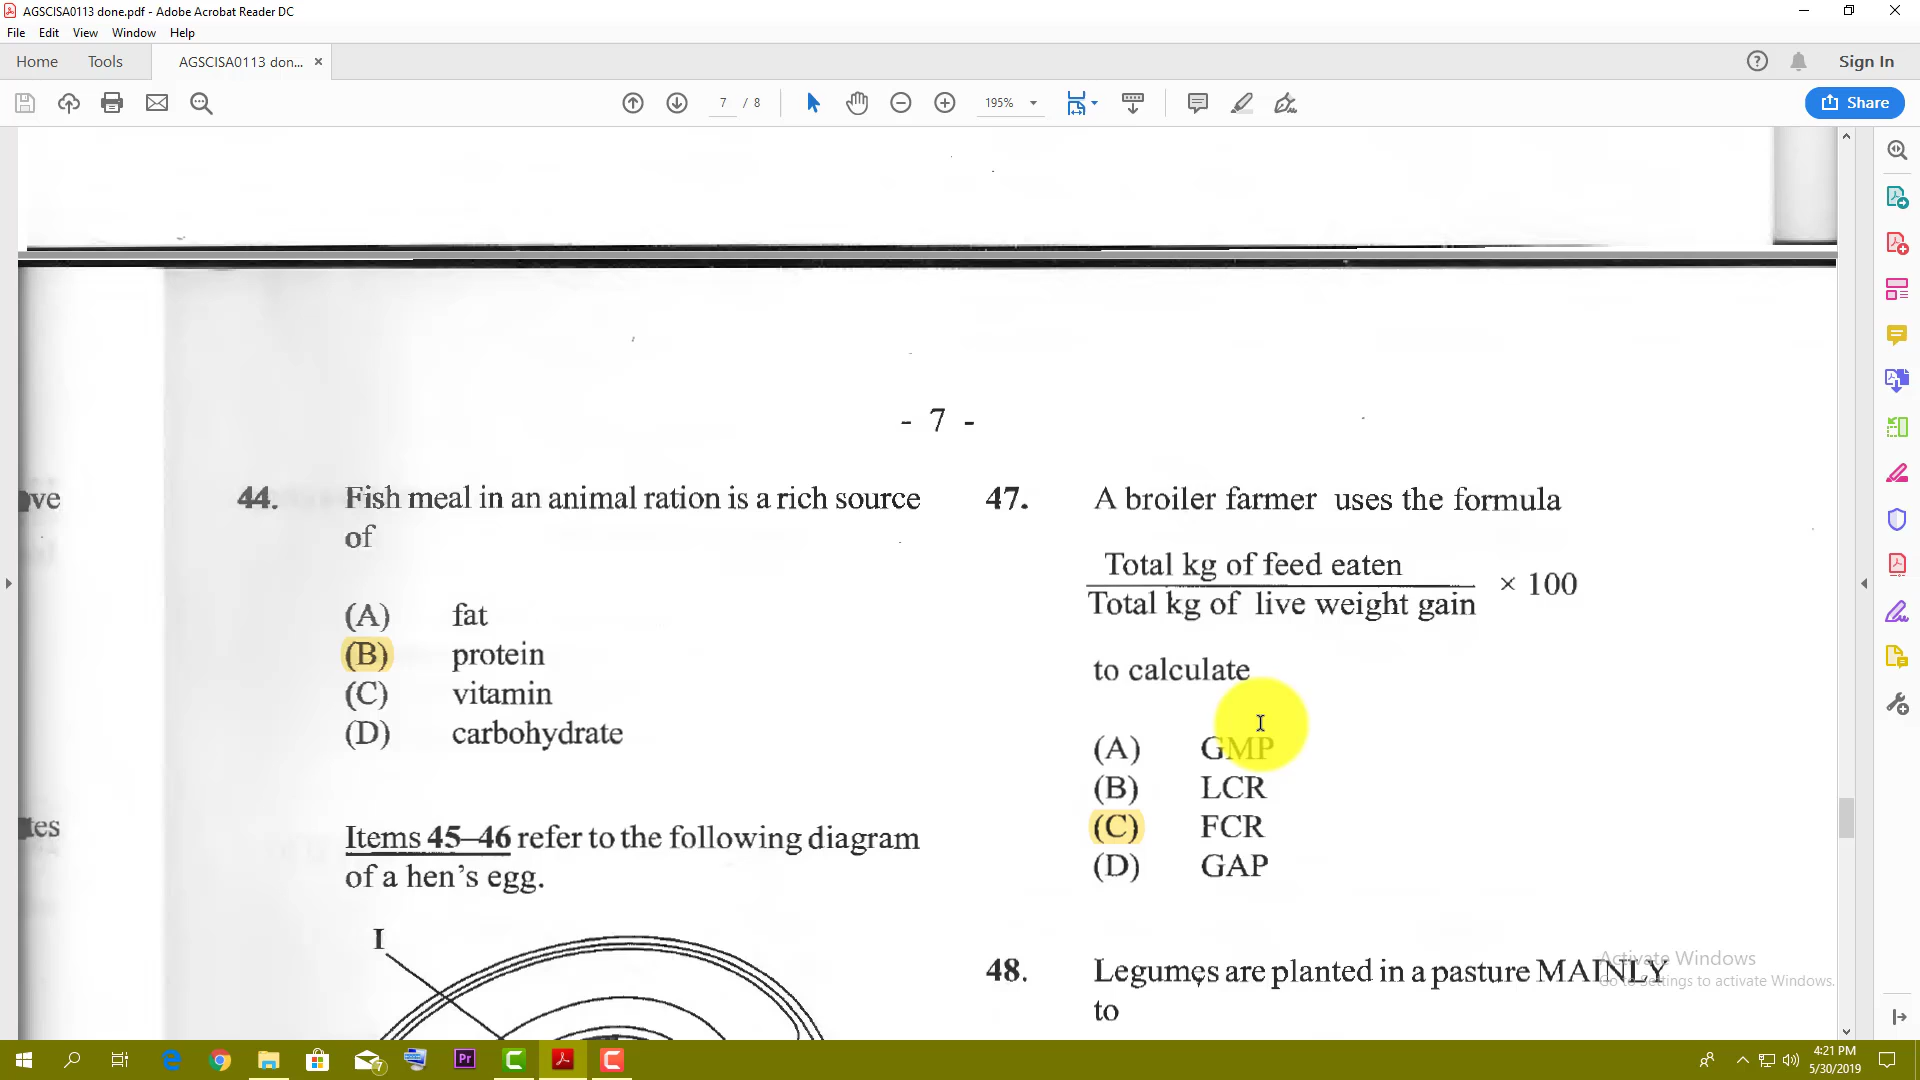 AGSCISA0113 done.pdf - Adobe Acrobat Reader DC
File Edit View Window Help
Home Tools AGSCISA0113 don... × Sign In
7 / 8 195% Share
- 7 -
ve
tes
44. Fish meal in an animal ration is a rich source
of
(A) fat
(B) protein
(C) vitamin
(D) carbohydrate
Items 45–46 refer to the following diagram
of a hen's egg.
I
47. A broiler farmer uses the formula
Total kg of feed eaten
Total kg of live weight gain × 100
to calculate
(A) GMP
(B) LCR
(C) FCR
(D) GAP
48. Legumes are planted in a pasture MAINLY
to
Activate Windows
Go to Settings to activate Windows.
7
Pr
4:21 PM
5/30/2019